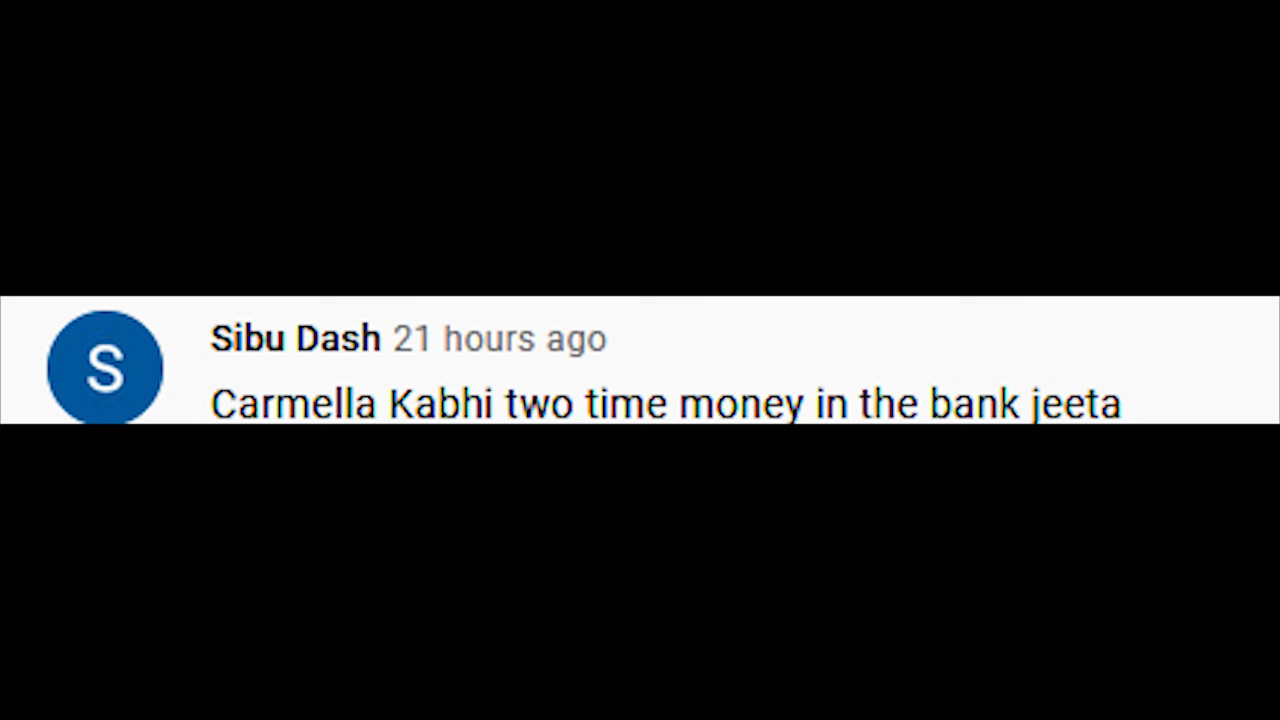 S
Sibu Dash 21 hours ago
Carmella Kabhi two time money in the bank jeeta